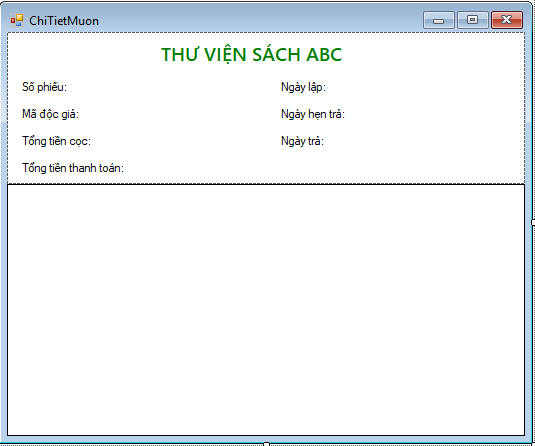 ChiTietMuon
THƯ VIỆN SÁCH ABC
Số phiếu: Ngày lập:
Mã độc giả: Ngày hẹn trả:
Tổng tiền cọc: Ngày trả:
Tổng tiền thanh toán: